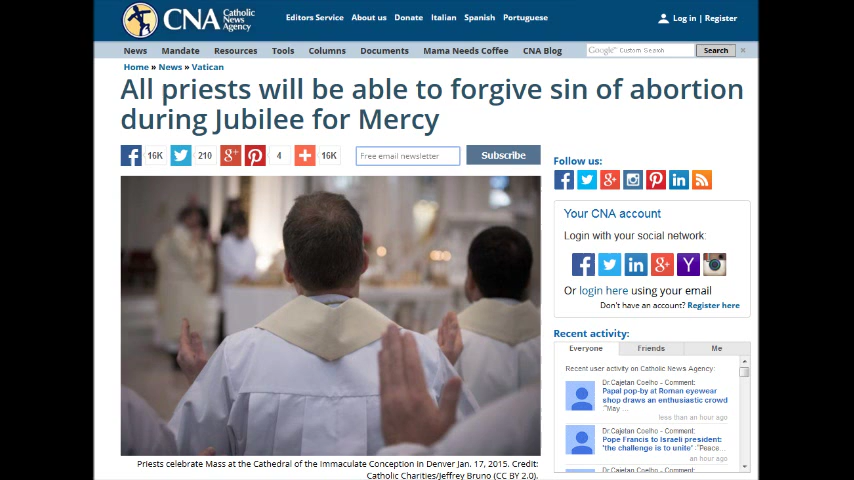 CNA Catholic
News
Agency
Editors Service About us Donate Italian Spanish Portuguese
Log in | Register
News Mandate Resources Tools Columns Documents Mama Needs Coffee CNA Blog
Google Custom Search Search ×
Home » News » Vatican
All priests will be able to forgive sin of abortion
during Jubilee for Mercy
16K 210 4 16K
Free email newsletter Subscribe
Follow us:
Your CNA account
Login with your social network:
Or login here using your email
Don't have an account? Register here
Recent activity:
Everyone Friends Me
Recent user activity on Catholic News Agency:
Dr.Cajetan Coelho - Comment:
Papal pop-by at Roman eyewear
shop draws an enthusiastic crowd
:"May ...
less than an hour ago
Dr.Cajetan Coelho - Comment:
Pope Francis to Israeli president:
'the challenge is to unite' :"Peace...
an hour ago
Dr.Cajetan Coelho - Comment:
Priests celebrate Mass at the Cathedral of the Immaculate Conception in Denver Jan. 17, 2015. Credit:
Catholic Charities/Jeffrey Bruno (CC BY 2.0).